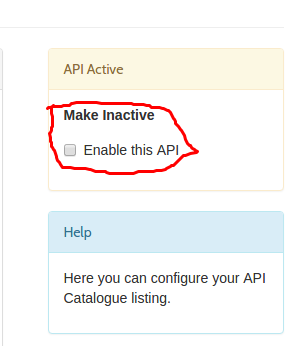 API Active
Make Inactive
Enable this API
Help
Here you can configure your API
Catalogue listing.